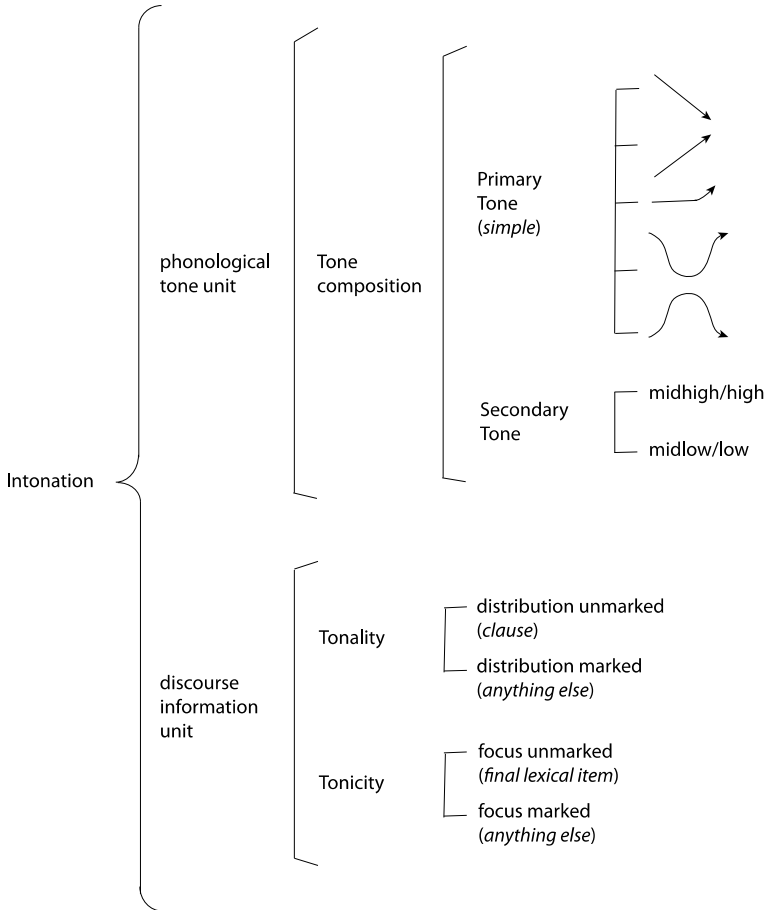 Intonation
phonological
tone unit
Tone
composition
Primary
Tone
(simple)
Secondary
Tone
midhigh/high
midlow/low
discourse
information
unit
Tonality
distribution unmarked
(clause)
distribution marked
(anything else)
Tonicity
focus unmarked
(final lexical item)
focus marked
(anything else)